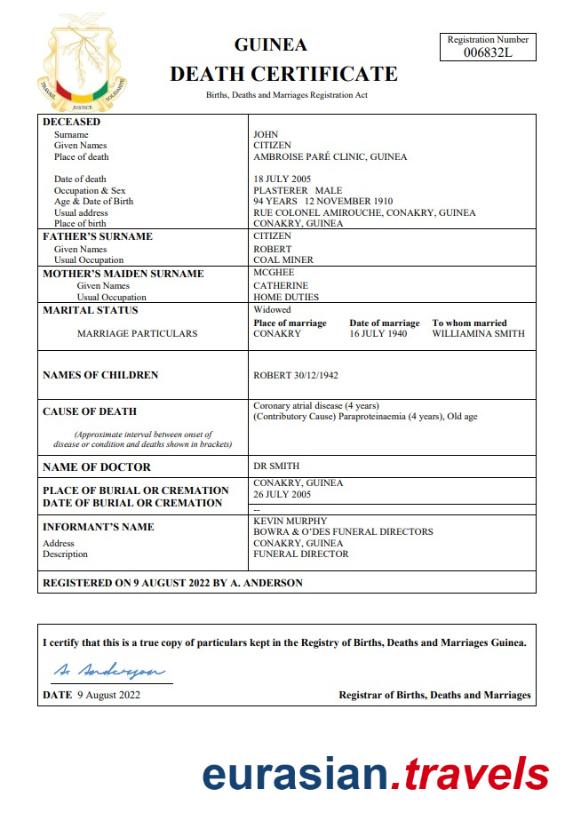 GUINEA
DEATH CERTIFICATE
Births, Deaths and Marriages Registration Act
Registration Number
006832L
TRAVAIL JUSTICE SOLIDARITE
DECEASED
Surname JOHN
Given Names CITIZEN
Place of death AMBROISE PARÉ CLINIC, GUINEA
Date of death 18 JULY 2005
Occupation & Sex PLASTERER MALE
Age & Date of Birth 94 YEARS 12 NOVEMBER 1910
Usual address RUE COLONEL AMIROUCHE, CONAKRY, GUINEA
Place of birth CONAKRY, GUINEA
FATHER'S SURNAME CITIZEN
Given Names ROBERT
Usual Occupation COAL MINER
MOTHER'S MAIDEN SURNAME MCGHEE
Given Names CATHERINE
Usual Occupation HOME DUTIES
MARITAL STATUS Widowed
Place of marriage Date of marriage To whom married
MARRIAGE PARTICULARS CONAKRY 16 JULY 1940 WILLIAMINA SMITH
NAMES OF CHILDREN ROBERT 30/12/1942
CAUSE OF DEATH Coronary atrial disease (4 years)
(Contributory Cause) Paraproteinaemia (4 years), Old age
(Approximate interval between onset of
disease or condition and deaths shown in brackets)
NAME OF DOCTOR DR SMITH
PLACE OF BURIAL OR CREMATION CONAKRY, GUINEA
DATE OF BURIAL OR CREMATION 26 JULY 2005
--
INFORMANT'S NAME KEVIN MURPHY
BOWRA & O'DES FUNERAL DIRECTORS
Address CONAKRY, GUINEA
Description FUNERAL DIRECTOR
REGISTERED ON 9 AUGUST 2022 BY A. ANDERSON
I certify that this is a true copy of particulars kept in the Registry of Births, Deaths and Marriages Guinea.
A. Anderson
DATE 9 August 2022 Registrar of Births, Deaths and Marriages
eurasian.travels